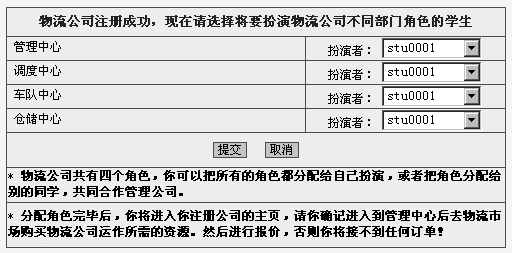 物流公司注册成功，现在请选择将要扮演物流公司不同部门角色的学生
管理中心 扮演者： stu0001
调度中心 扮演者： stu0001
车队中心 扮演者： stu0001
仓储中心 扮演者： stu0001
提交 取消
* 物流公司共有四个角色，你可以把所有的角色都分配给自己扮演，或者把角色分配给
别的同学，共同合作管理公司。
* 分配角色完毕后，你将进入你注册公司的主页，请你确记进入到管理中心后去物流市
场购买物流公司运作所需的资源。然后进行报价，否则你将接不到任何订单!